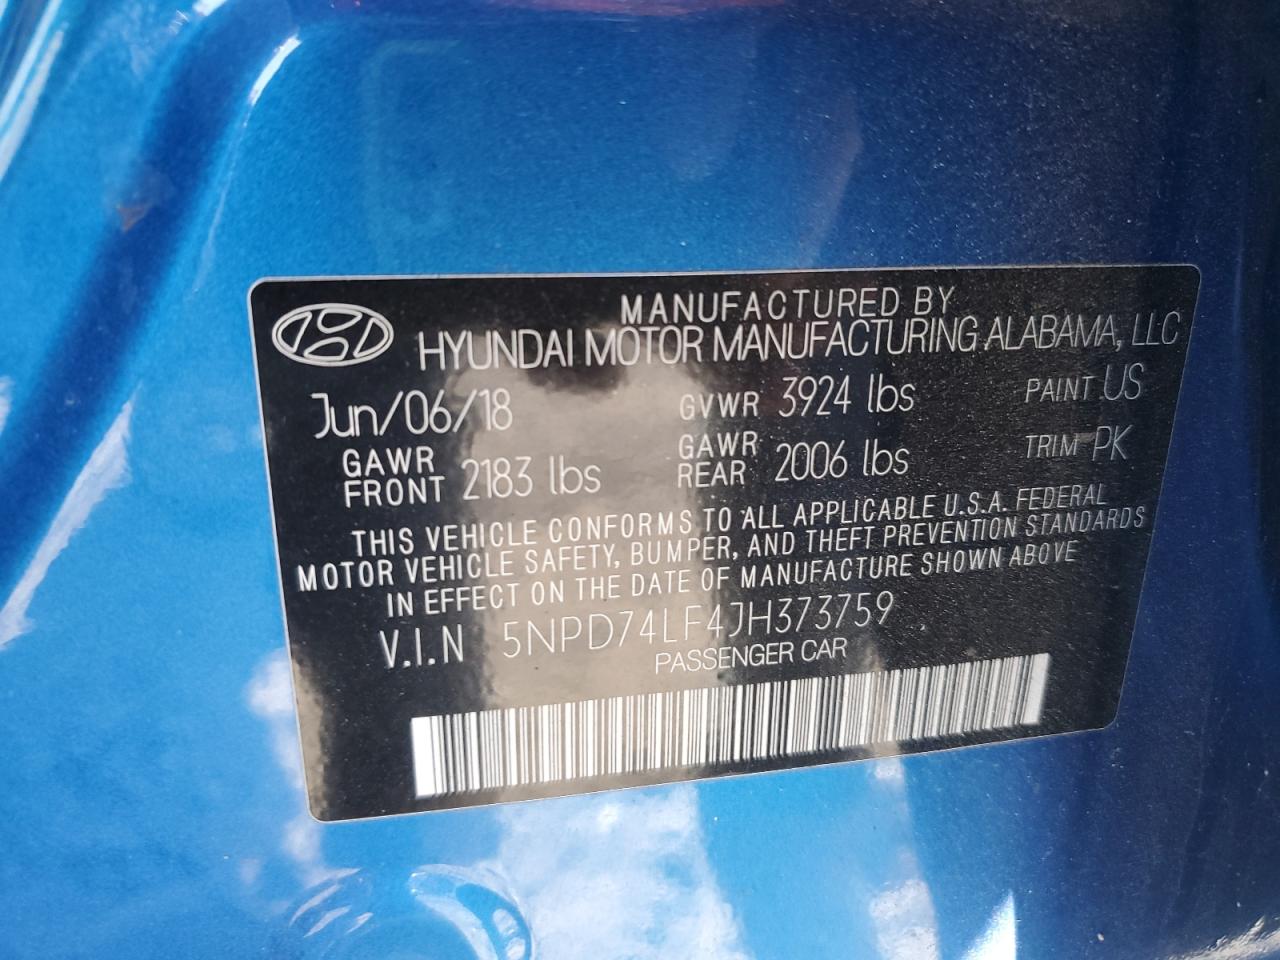 MANUFACTURED BY
HYUNDAI MOTOR MANUFACTURING ALABAMA, LLC
Jun/06/18 GVWR 3924 lbs PAINT US
GAWR FRONT 2183 lbs GAWR REAR 2006 lbs TRIM PK
THIS VEHICLE CONFORMS TO ALL APPLICABLE U.S.A. FEDERAL
MOTOR VEHICLE SAFETY, BUMPER, AND THEFT PREVENTION STANDARDS
IN EFFECT ON THE DATE OF MANUFACTURE SHOWN ABOVE
V.I.N 5NPD74LF4JH373759
PASSENGER CAR